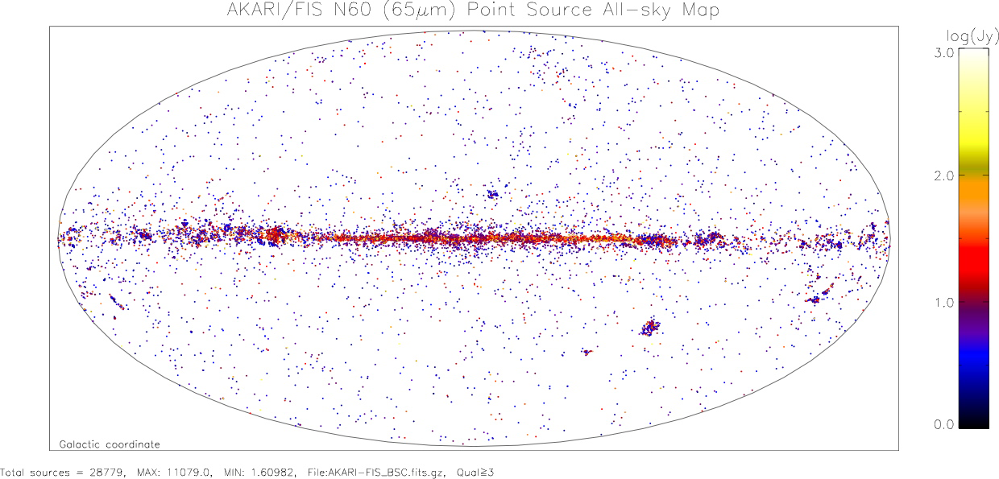 AKARI/FIS N60 (65μm) Point Source All-sky Map
log(Jy)
3.0
2.0
1.0
0.0
Galactic coordinate
Total sources = 28779, MAX: 11079.0, MIN: 1.60982, File:AKARI-FIS_BSC.fits.gz, Qual≧3